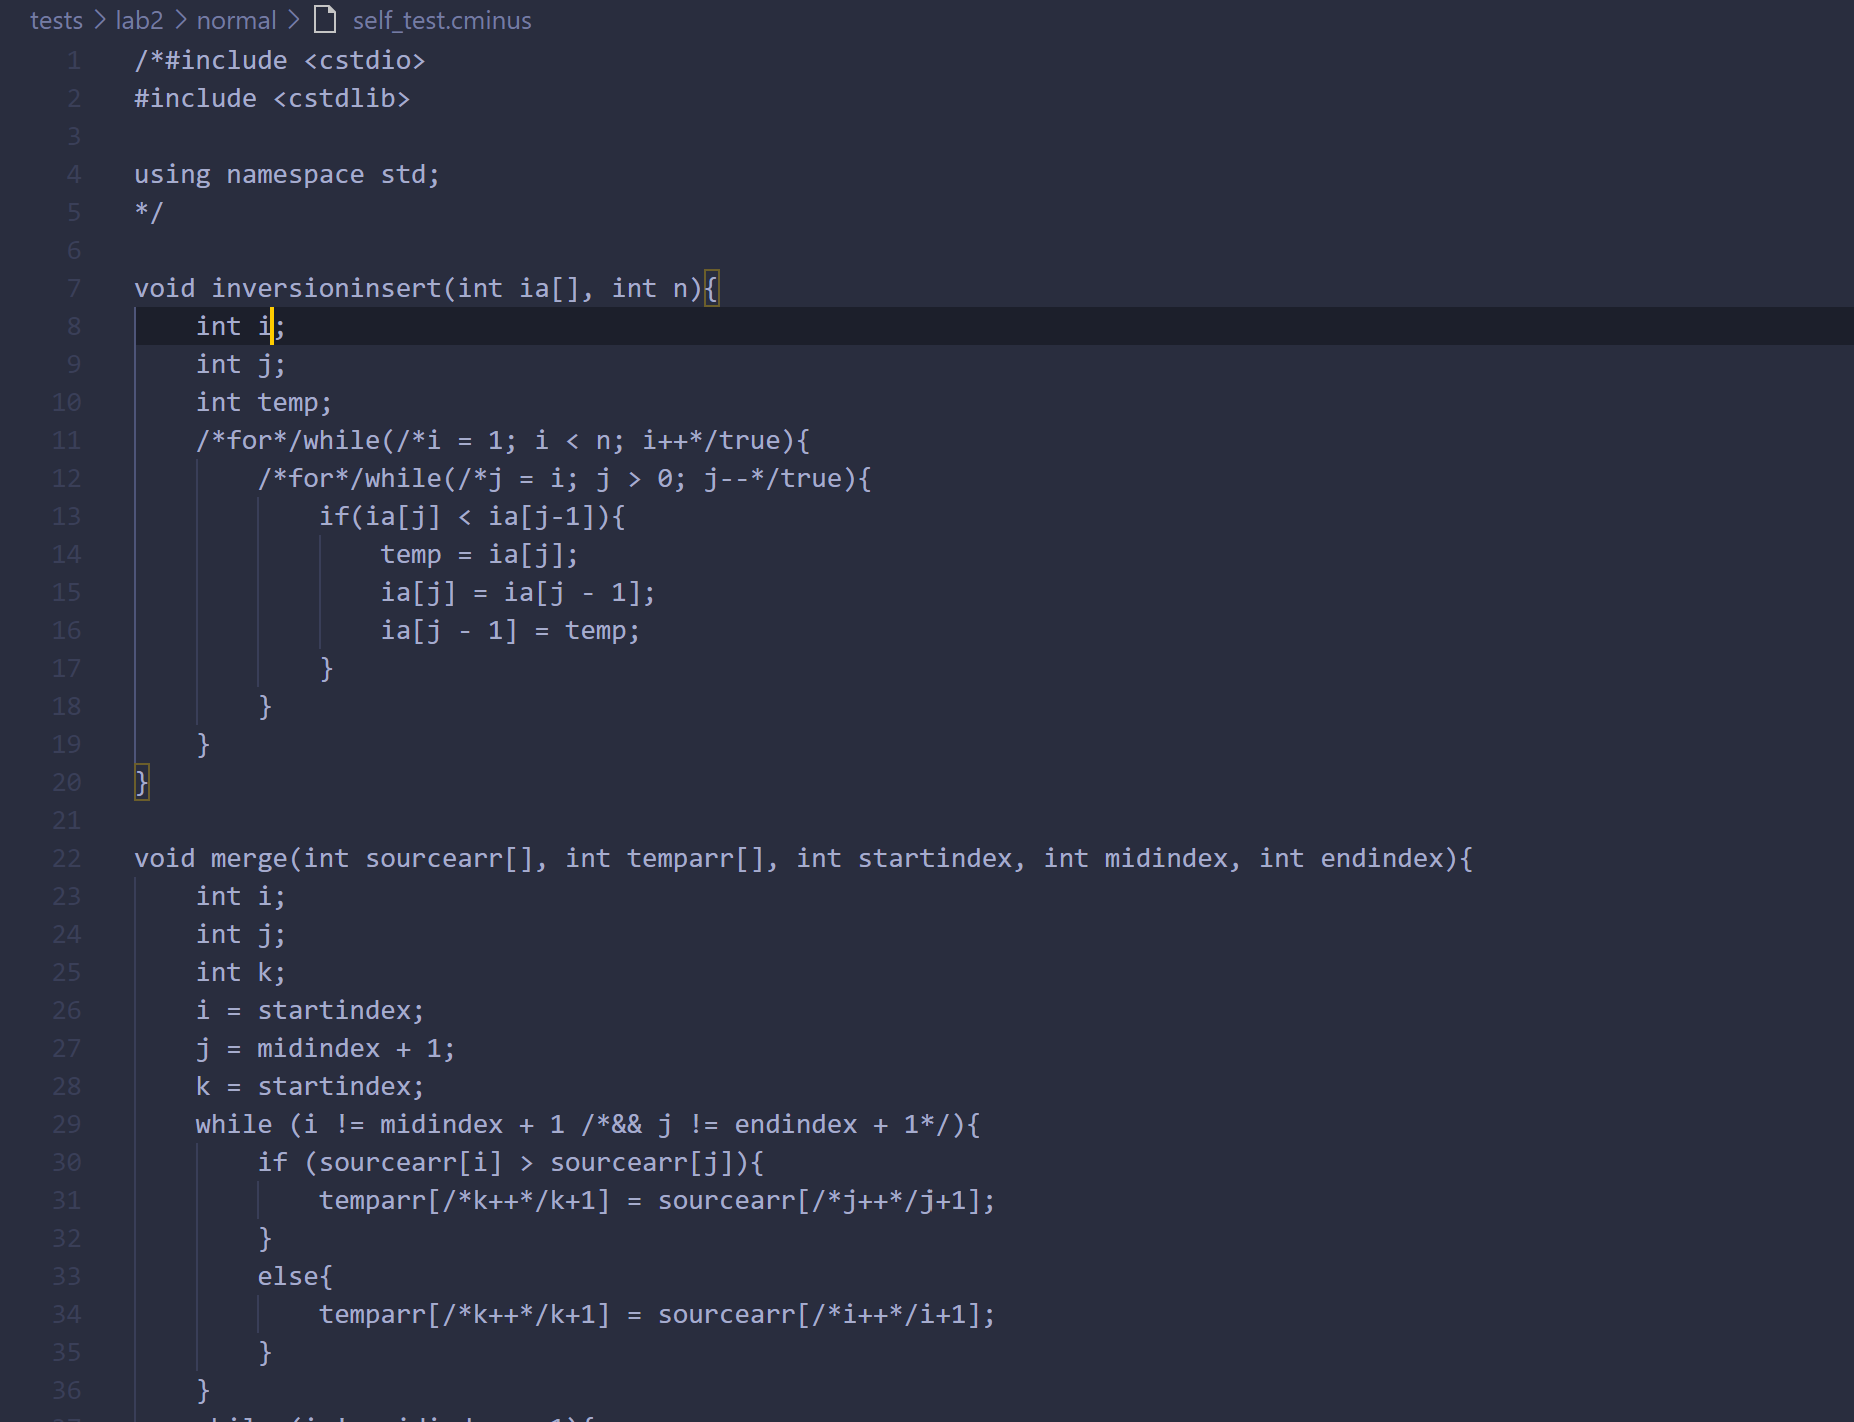 tests > lab2 > normal > self_test.cminus
1 /*#include <cstdio>
2 #include <cstdlib>
3
4 using namespace std;
5 */
6
7 void inversioninsert(int ia[], int n){
8     int i;
9     int j;
10     int temp;
11     /*for*/while(/*i = 1; i < n; i++*/true){
12         /*for*/while(/*j = i; j > 0; j--*/true){
13             if(ia[j] < ia[j-1]){
14                 temp = ia[j];
15                 ia[j] = ia[j - 1];
16                 ia[j - 1] = temp;
17             }
18         }
19     }
20 }
21
22 void merge(int sourcearr[], int temparr[], int startindex, int midindex, int endindex){
23     int i;
24     int j;
25     int k;
26     i = startindex;
27     j = midindex + 1;
28     k = startindex;
29     while (i != midindex + 1 /*&& j != endindex + 1*/){
30         if (sourcearr[i] > sourcearr[j]){
31             temparr[/*k++*/k+1] = sourcearr[/*j++*/j+1];
32         }
33         else{
34             temparr[/*k++*/k+1] = sourcearr[/*i++*/i+1];
35         }
36     }